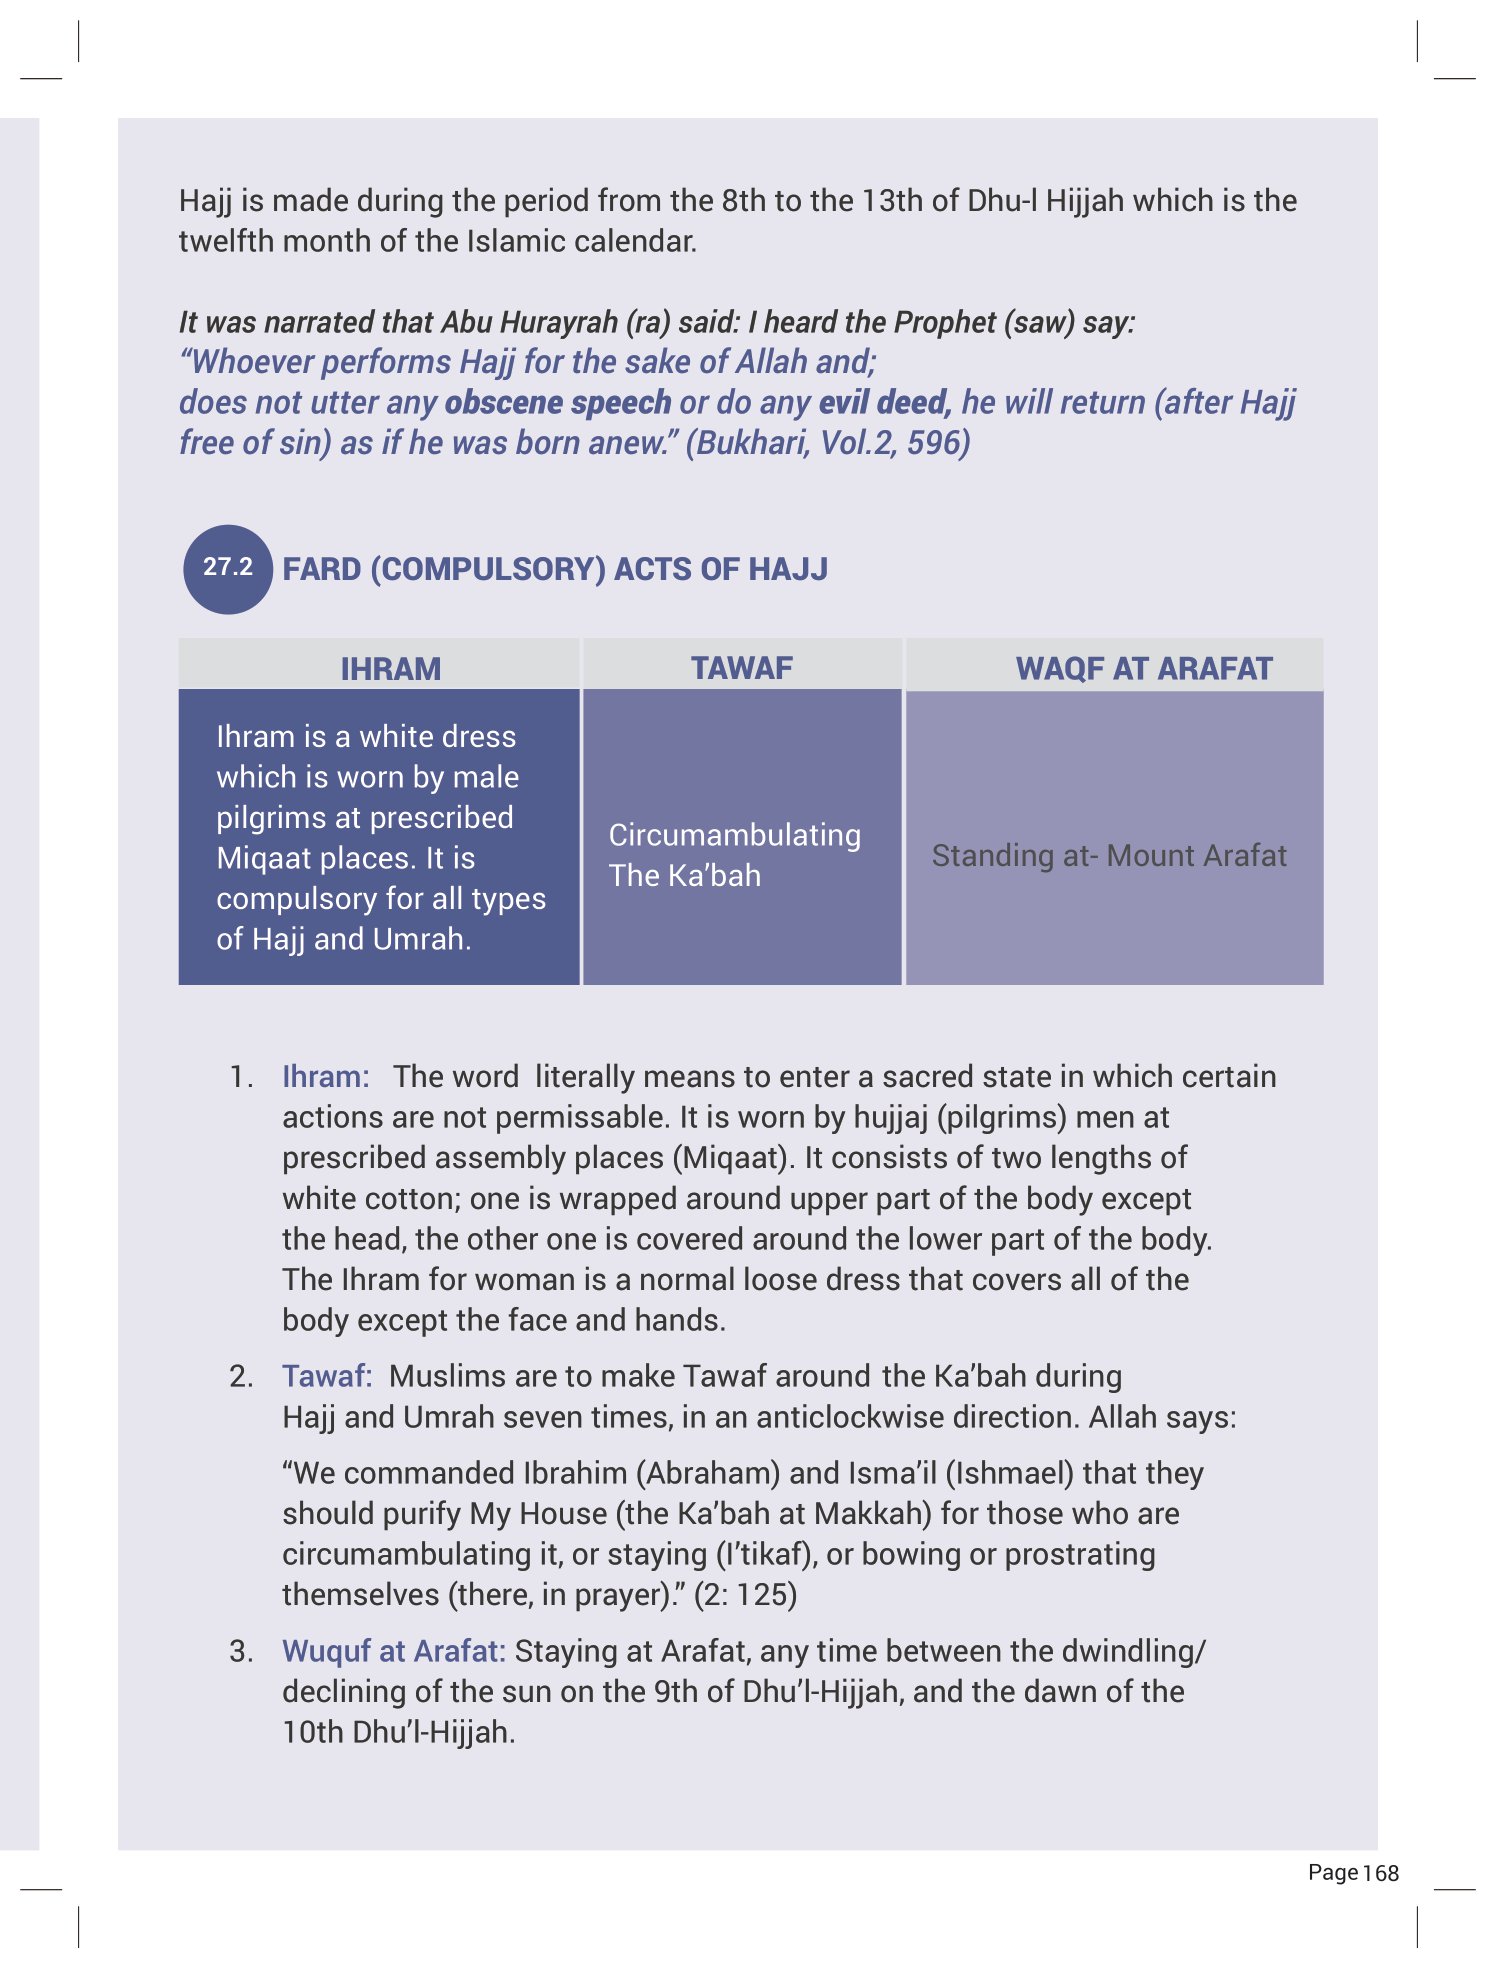 Hajj is made during the period from the 8th to the 13th of Dhu-l Hijjah which is the
twelfth month of the Islamic calendar.
It was narrated that Abu Hurayrah (ra) said: I heard the Prophet (saw) say:
“Whoever performs Hajj for the sake of Allah and;
does not utter any obscene speech or do any evil deed, he will return (after Hajj
free of sin) as if he was born anew.” (Bukhari, Vol.2, 596)
27.2 FARD (COMPULSORY) ACTS OF HAJJ
IHRAM
Ihram is a white dress
which is worn by male
pilgrims at prescribed
Miqaat places. It is
compulsory for all types
of Hajj and Umrah.
TAWAF
Circumambulating
The Ka’bah
WAQF AT ARAFAT
Standing at- Mount Arafat
1. Ihram: The word literally means to enter a sacred state in which certain
actions are not permissable. It is worn by hujjaj (pilgrims) men at
prescribed assembly places (Miqaat). It consists of two lengths of
white cotton; one is wrapped around upper part of the body except
the head, the other one is covered around the lower part of the body.
The Ihram for woman is a normal loose dress that covers all of the
body except the face and hands.
2. Tawaf: Muslims are to make Tawaf around the Ka’bah during
Hajj and Umrah seven times, in an anticlockwise direction. Allah says:
“We commanded Ibrahim (Abraham) and Isma’il (Ishmael) that they
should purify My House (the Ka’bah at Makkah) for those who are
circumambulating it, or staying (I’tikaf), or bowing or prostrating
themselves (there, in prayer).” (2: 125)
3. Wuquf at Arafat: Staying at Arafat, any time between the dwindling/
declining of the sun on the 9th of Dhu’l-Hijjah, and the dawn of the
10th Dhu’l-Hijjah.
Page 168